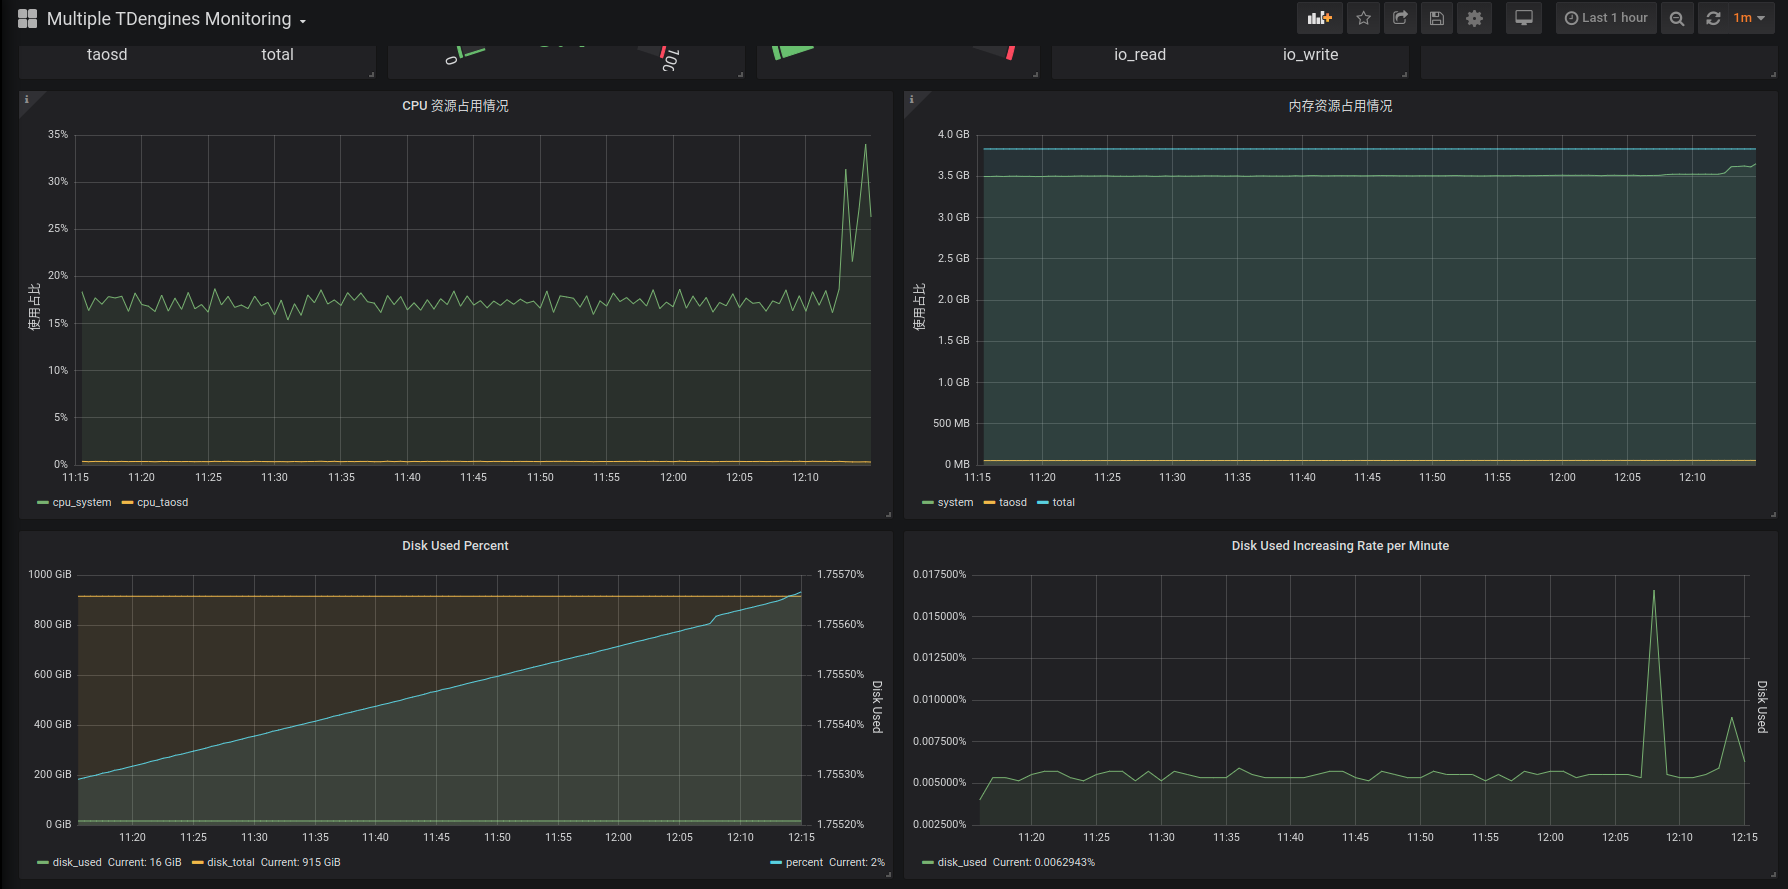 Multiple TDengines Monitoring
Last 1 hour
1m
taosd total
0 100
io_read io_write
CPU 资源占用情况
使用占比
35%
30%
25%
20%
15%
10%
5%
0%
11:15 11:20 11:25 11:30 11:35 11:40 11:45 11:50 11:55 12:00 12:05 12:10
cpu_system cpu_taosd
内存资源占用情况
使用占比
4.0 GB
3.5 GB
3.0 GB
2.5 GB
2.0 GB
1.5 GB
1.0 GB
500 MB
0 MB
11:15 11:20 11:25 11:30 11:35 11:40 11:45 11:50 11:55 12:00 12:05 12:10
system taosd total
Disk Used Percent
1000 GiB 1.75570%
800 GiB 1.75560%
600 GiB 1.75550%
400 GiB 1.75540%
200 GiB 1.75530%
0 GiB 1.75520%
Disk Used
11:20 11:25 11:30 11:35 11:40 11:45 11:50 11:55 12:00 12:05 12:10 12:15
disk_used Current: 16 GiB disk_total Current: 915 GiB percent Current: 2%
Disk Used Increasing Rate per Minute
0.017500%
0.015000%
0.012500%
0.010000%
0.007500%
0.005000%
0.002500%
Disk Used
11:20 11:25 11:30 11:35 11:40 11:45 11:50 11:55 12:00 12:05 12:10 12:15
disk_used Current: 0.0062943%